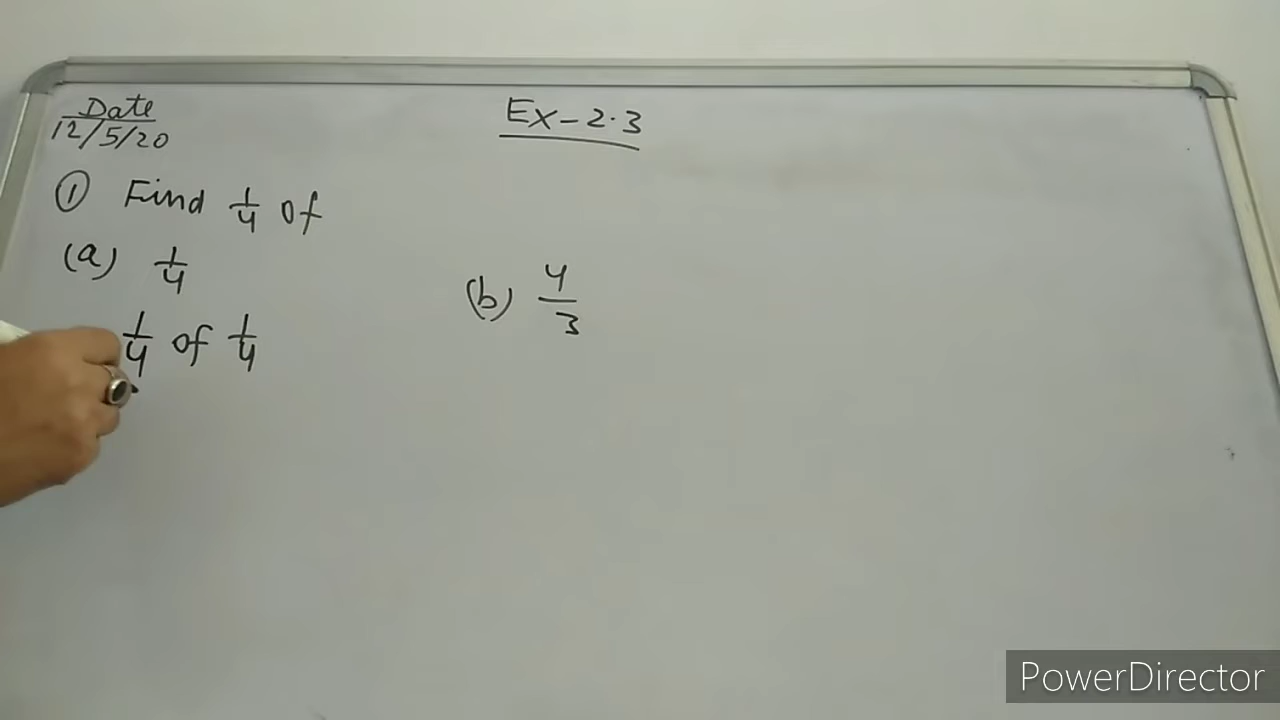 Date
12/5/20
Ex-2.3
① Find 1/4 of
(a) 1/4
(b) 4/3
1/4 of 1/4
PowerDirector